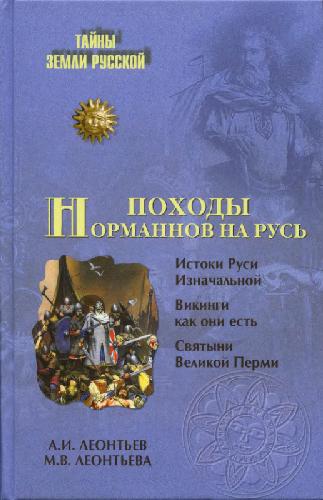 ТАЙНЫ
ЗЕМЛИ РУССКОЙ
ПОХОДЫ
НОРМАННОВ НА РУСЬ
Истоки Руси
Изначальной
Викинги
как они есть
Святыни
Великой Перми
А.И. ЛЕОНТЬЕВ
М.В. ЛЕОНТЬЕВА